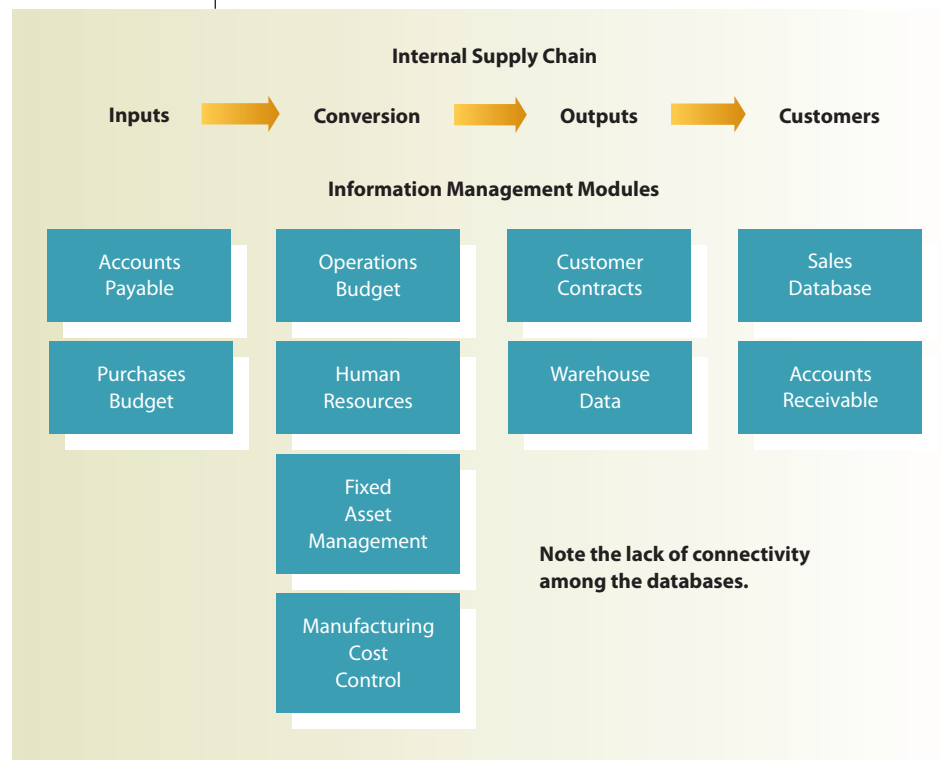 Internal Supply Chain
Inputs Conversion Outputs Customers
Information Management Modules
Accounts
Payable
Operations
Budget
Customer
Contracts
Sales
Database
Purchases
Budget
Human
Resources
Warehouse
Data
Accounts
Receivable
Fixed
Asset
Management
Note the lack of connectivity
among the databases.
Manufacturing
Cost
Control